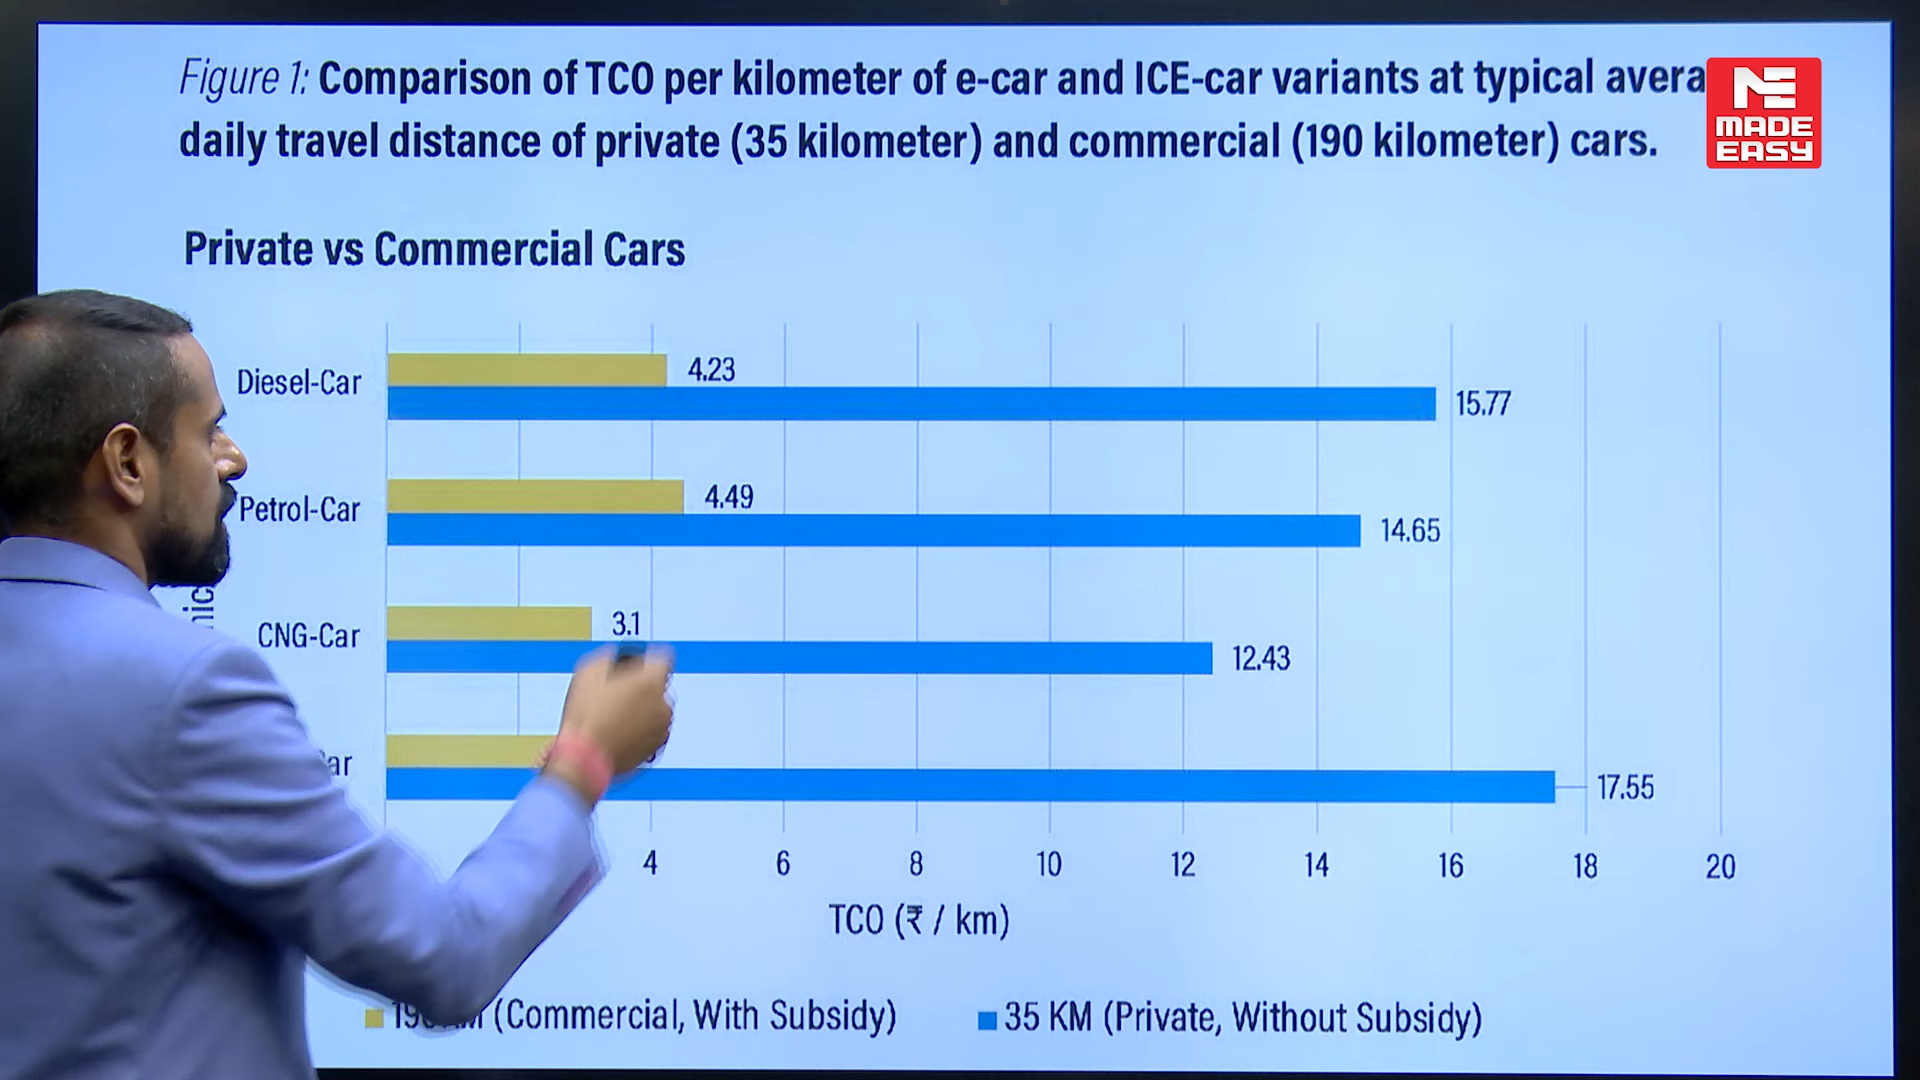 Figure 1: Comparison of TCO per kilometer of e-car and ICE-car variants at typical avera
daily travel distance of private (35 kilometer) and commercial (190 kilometer) cars.
ME
MADE
EASY
Private vs Commercial Cars
Diesel-Car
4.23
15.77
Petrol-Car
4.49
14.65
CNG-Car
3.1
12.43
ar
17.55
4 6 8 10 12 14 16 18 20
TCO (₹ / km)
(Commercial, With Subsidy) 35 KM (Private, Without Subsidy)